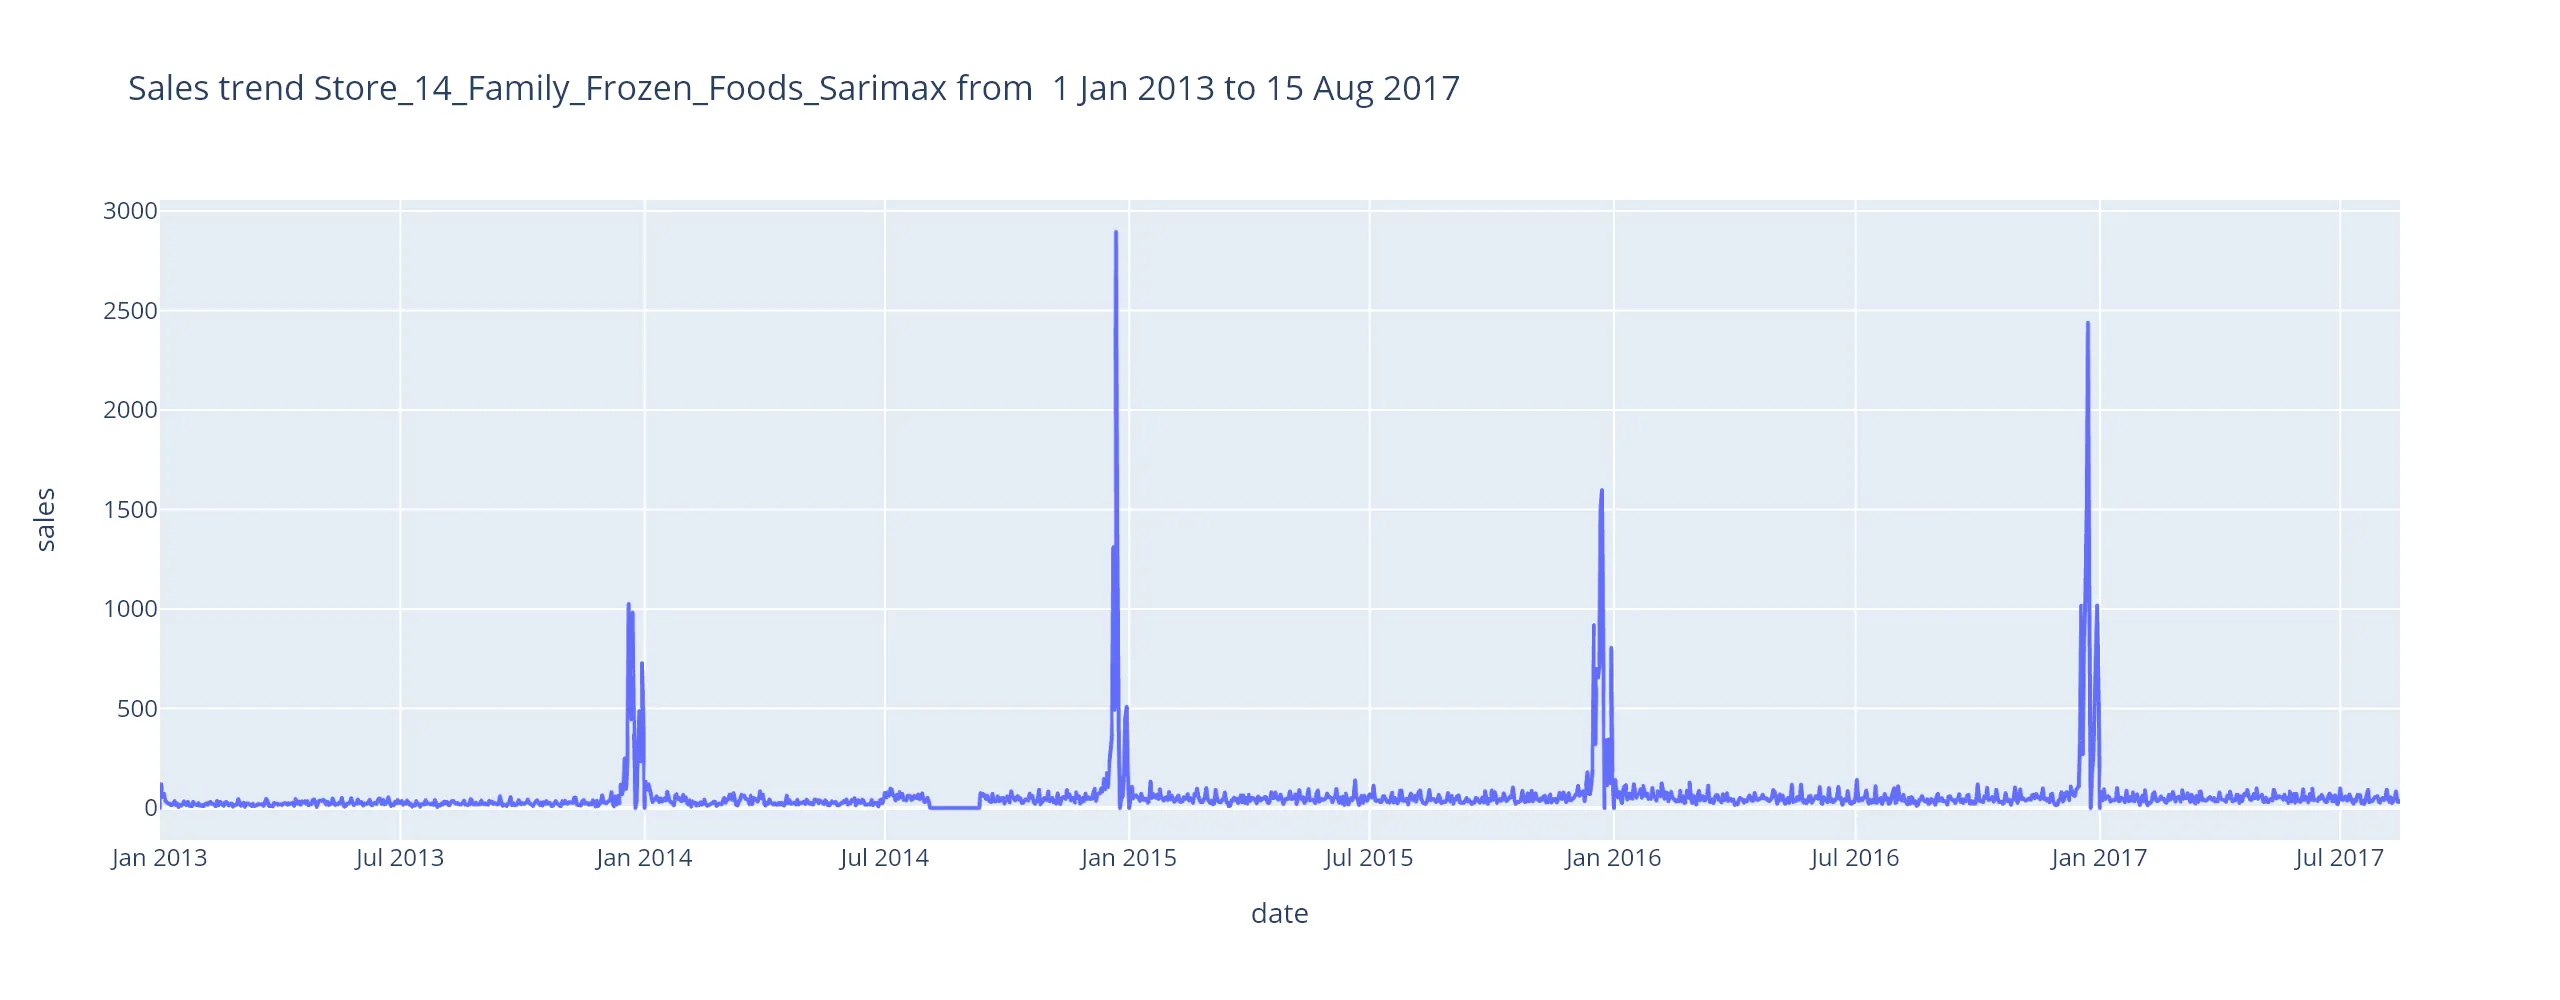 Sales trend Store_14_Family_Frozen_Foods_Sarimax from  1 Jan 2013 to 15 Aug 2017
3000
2500
2000
1500
1000
500
0
sales
Jan 2013 Jul 2013 Jan 2014 Jul 2014 Jan 2015 Jul 2015 Jan 2016 Jul 2016 Jan 2017 Jul 2017
date